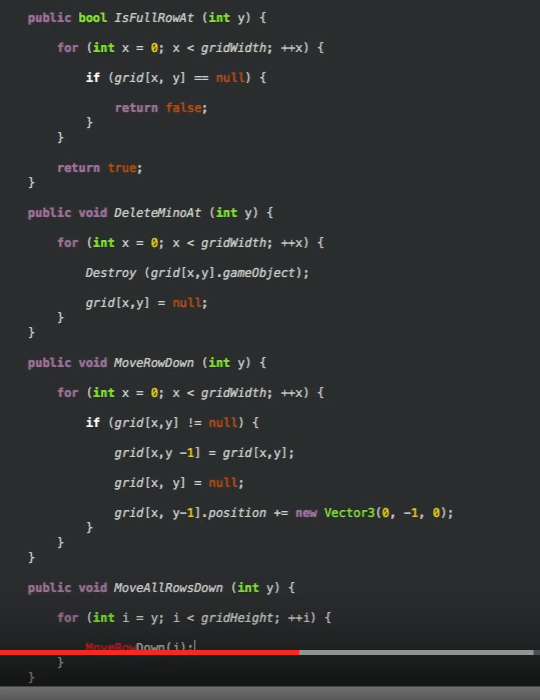 public bool IsFullRowAt (int y) {
for (int x = 0; x < gridWidth; ++x) {
if (grid[x, y] == null) {
return false;
}
}
return true;
}
public void DeleteMinoAt (int y) {
for (int x = 0; x < gridWidth; ++x) {
Destroy (grid[x,y].gameObject);
grid[x,y] = null;
}
}
public void MoveRowDown (int y) {
for (int x = 0; x < gridWidth; ++x) {
if (grid[x,y] != null) {
grid[x,y -1] = grid[x,y];
grid[x, y] = null;
grid[x, y-1].position += new Vector3(0, -1, 0);
}
}
}
public void MoveAllRowsDown (int y) {
for (int i = y; i < gridHeight; ++i) {
MoveRowDown(i);
}
}